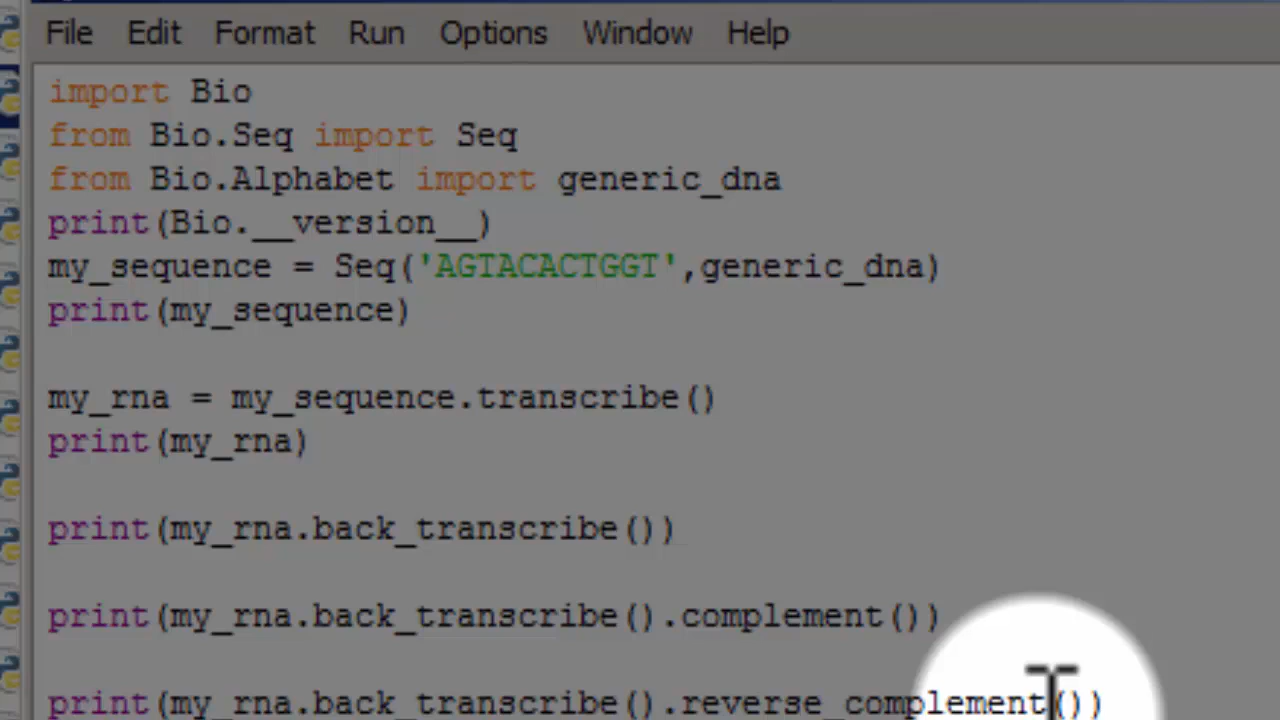 File Edit Format Run Options Window Help
import Bio
from Bio.Seq import Seq
from Bio.Alphabet import generic_dna
print(Bio.__version__)
my_sequence = Seq('AGTACACTGGT',generic_dna)
print(my_sequence)
my_rna = my_sequence.transcribe()
print(my_rna)
print(my_rna.back_transcribe())
print(my_rna.back_transcribe().complement())
print(my_rna.back_transcribe().reverse_complement())